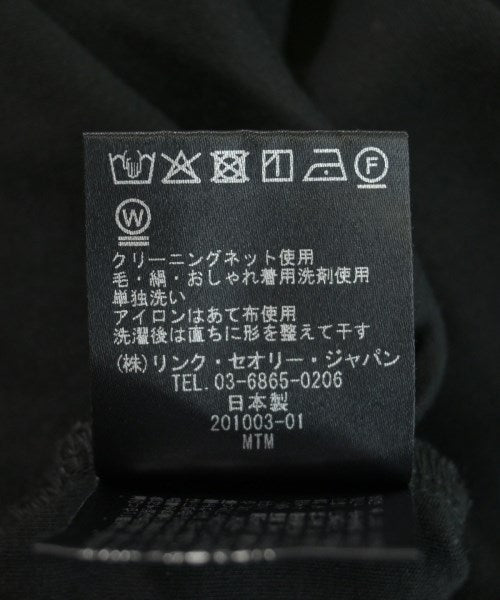 F
W
クリーニングネット使用
毛・絹・おしゃれ着用洗剤使用
単独洗い
アイロンはあて布使用
洗濯後は直ちに形を整えて干す
(株)リンク・セオリー・ジャパン
TEL. 03-6865-0206
日本製
201003-01
MTM